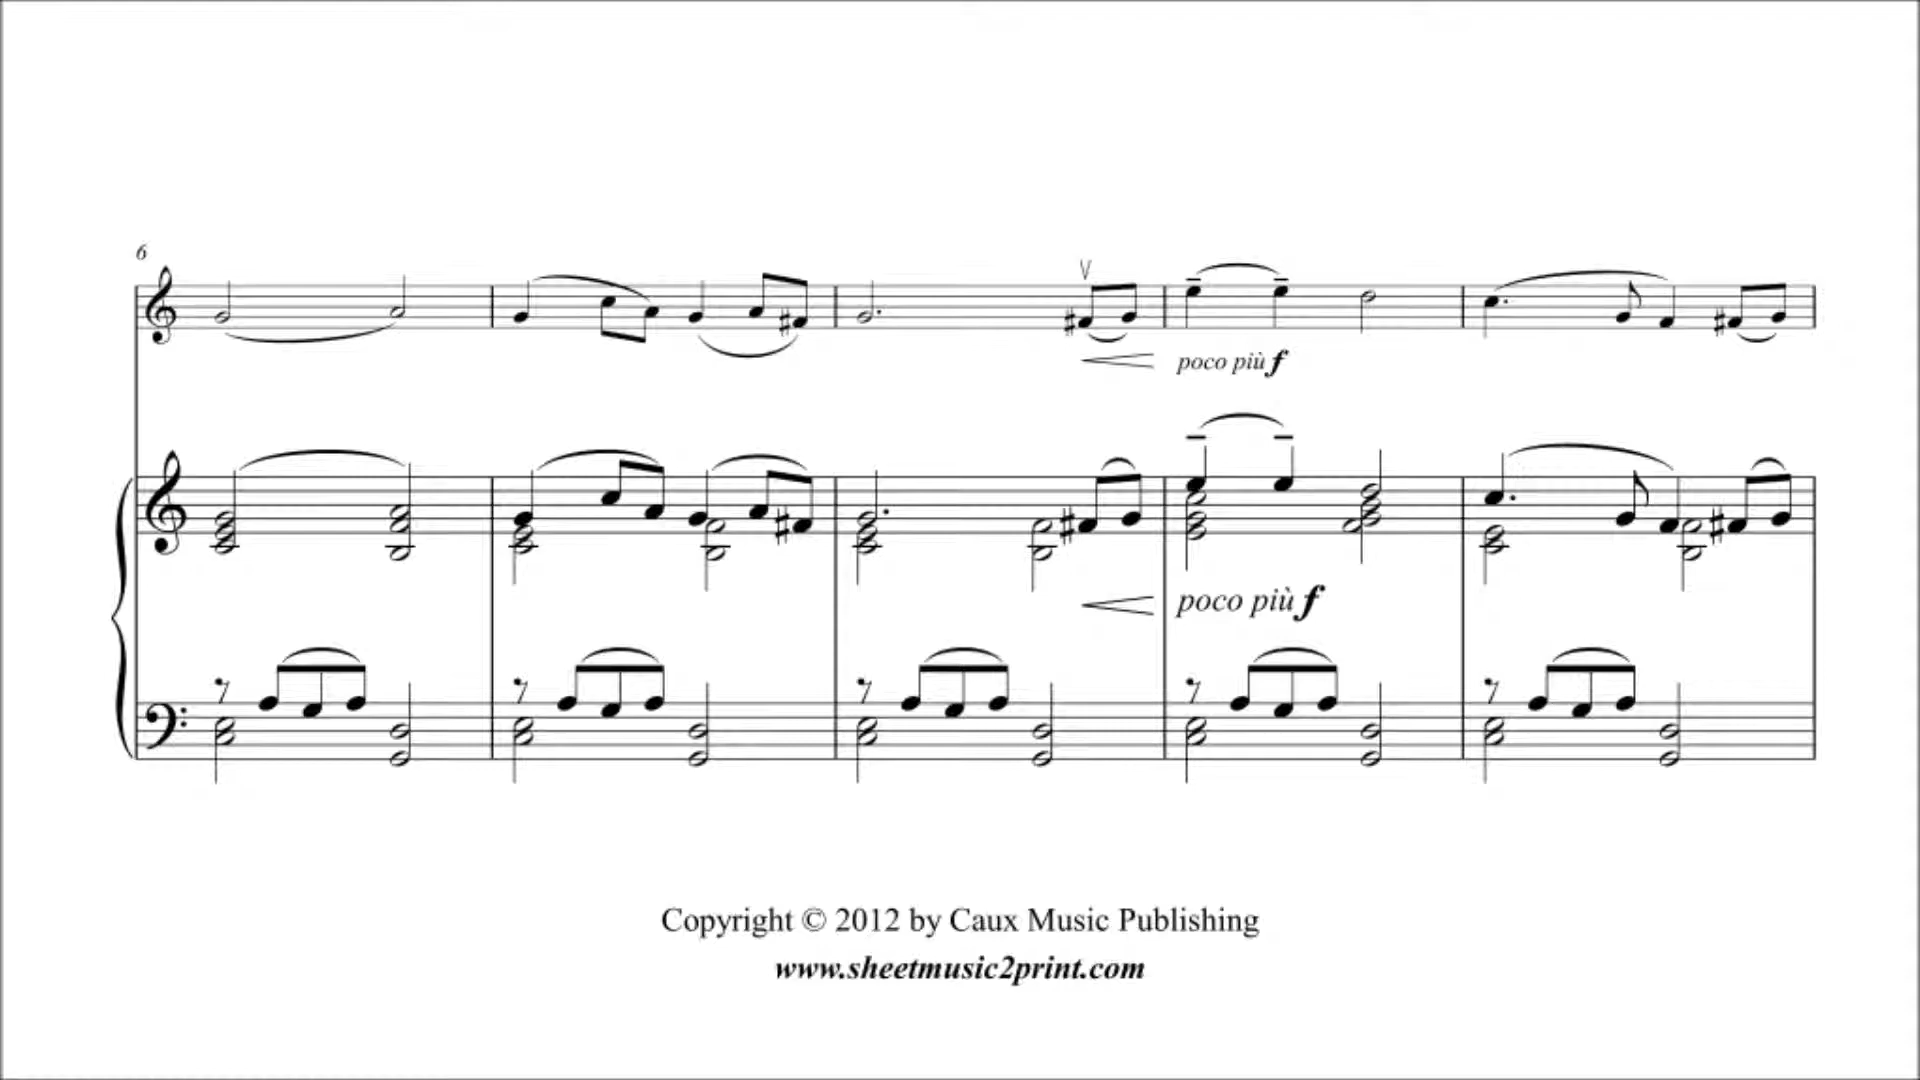 6
poco più f
poco più f
Copyright © 2012 by Caux Music Publishing
www.sheetmusic2print.com